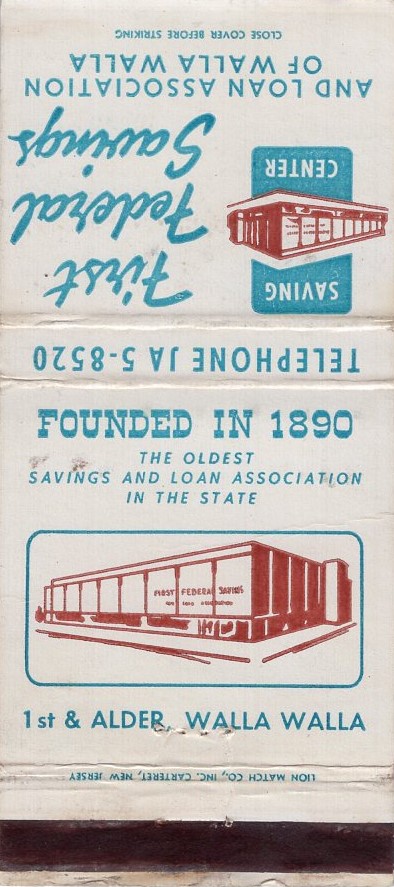 CLOSE COVER BEFORE STRIKING
First
Federal
Savings
AND LOAN ASSOCIATION
OF WALLA WALLA
SAVING
CENTER
TELEPHONE JA 5-8520
FOUNDED IN 1890
THE OLDEST
SAVINGS AND LOAN ASSOCIATION
IN THE STATE
FIRST FEDERAL SAVINGS
1st & ALDER, WALLA WALLA
LION MATCH CO., INC. CARTERET, NEW JERSEY